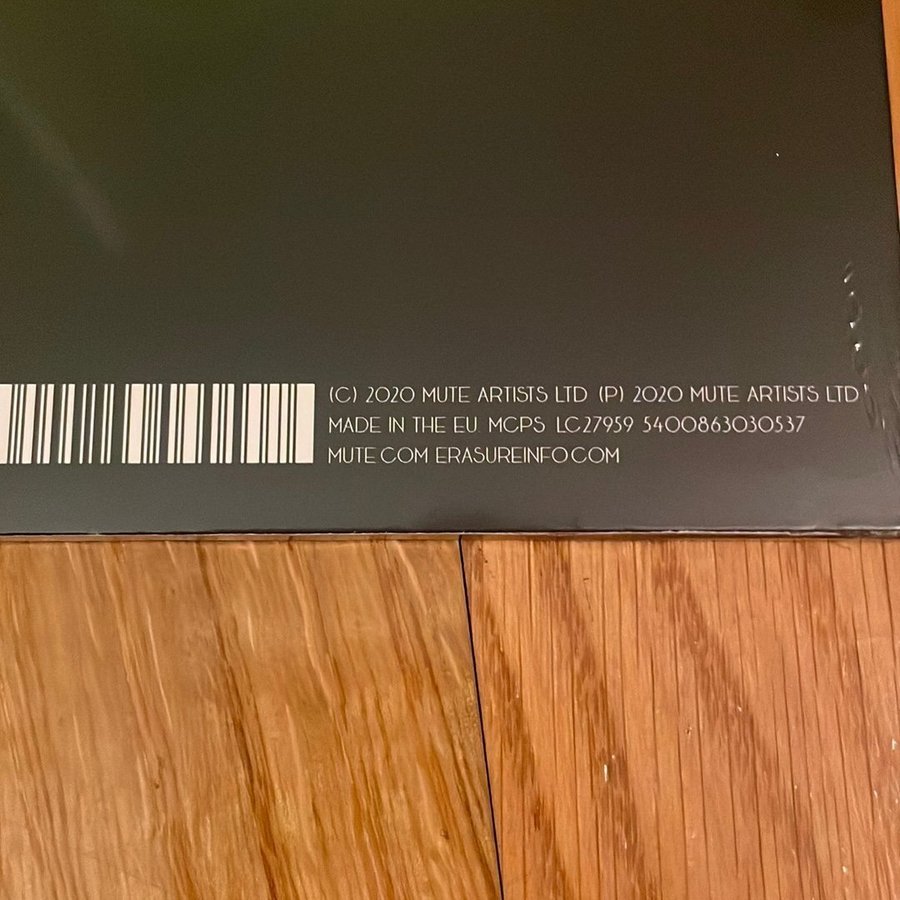 (C) 2020 MUTE ARTISTS LTD (P) 2020 MUTE ARTISTS LTD
MADE IN THE EU. MCPS LC27959 5400863030537
MUTE.COM ERASUREINFO.COM